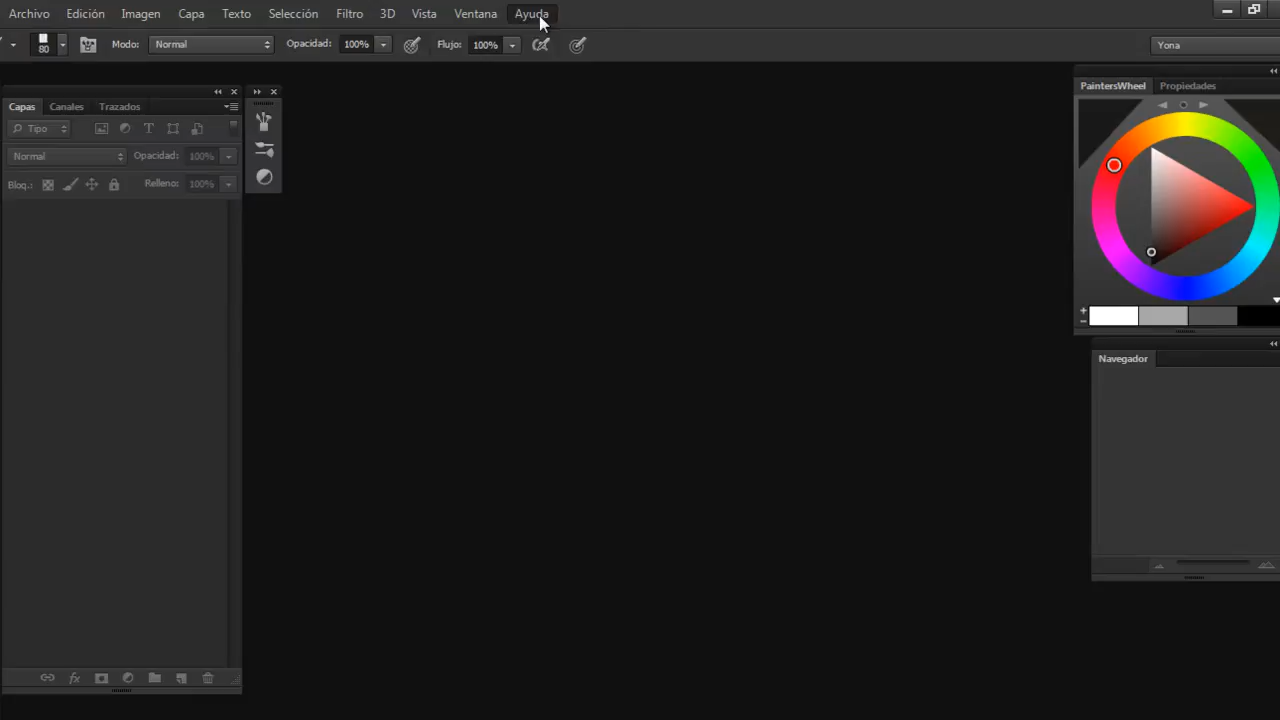 Archivo Edición Imagen Capa Texto Selección Filtro 3D Vista Ventana Ayuda
80 Modo: Normal Opacidad: 100% Flujo: 100% Yona
Capas Canales Trazados
Tipo
Normal Opacidad: 100%
Bloq.: Relleno: 100%
PaintersWheel Propiedades
Navegador